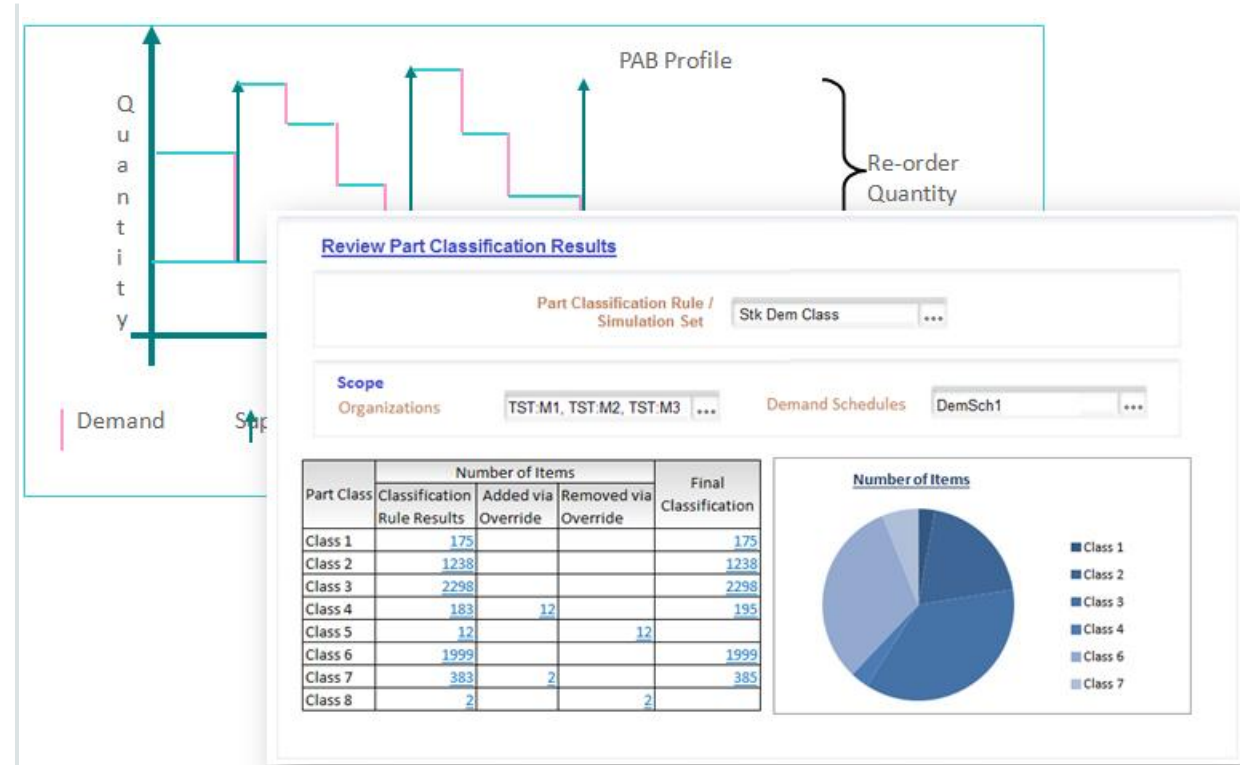 PAB Profile
Quantity
Re-order
Quantity
Demand
Review Part Classification Results
Part Classification Rule /
Simulation Set
Stk Dem Class ...
Scope
Organizations TST:M1, TST:M2, TST:M3 ... Demand Schedules DemSch1 ...
Part Class Number of Items Final
Classification Added via Removed via Classification
Rule Results Override Override
Class 1 175 175
Class 2 1238 1238
Class 3 2298 2298
Class 4 183 12 195
Class 5 12 12
Class 6 1999 1999
Class 7 383 2 385
Class 8 2 2
Number of Items
Class 1
Class 2
Class 3
Class 4
Class 6
Class 7